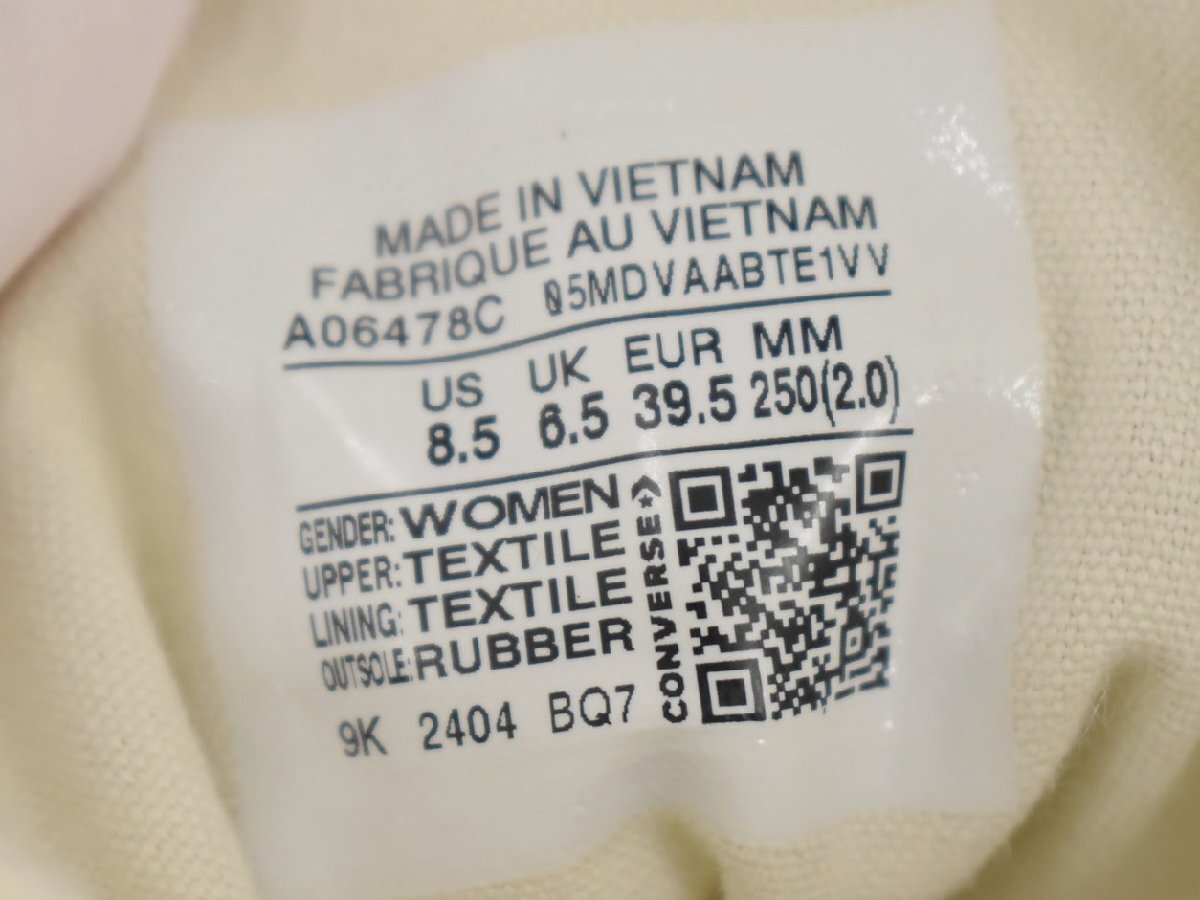 MADE IN VIETNAM
FABRIQUE AU VIETNAM
A06478C 05MDVAABTE1VV
US UK EUR MM
8.5 6.5 39.5 250(2.0)
GENDER: WOMEN
UPPER: TEXTILE
LINING: TEXTILE
OUTSOLE: RUBBER
9K 2404 BQ7
CONVERSE